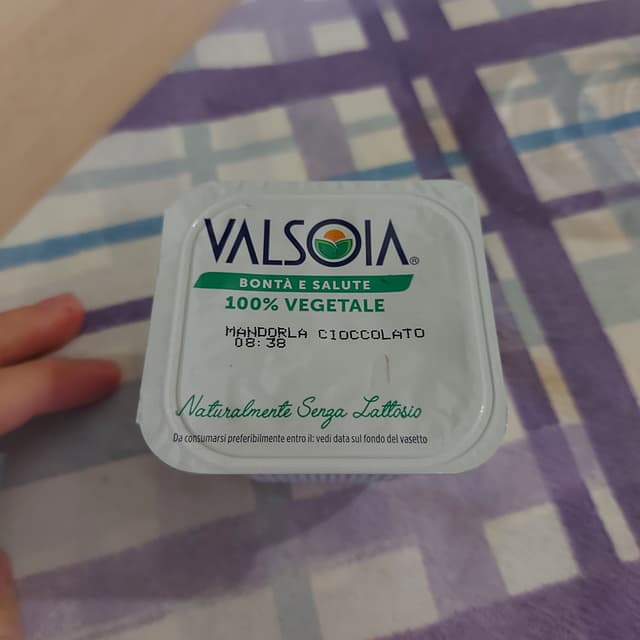 VALSOIA®
BONTÀ E SALUTE
100% VEGETALE
MANDORLA CIOCCOLATO
08:38
Naturalmente Senza Lattosio
Da consumarsi preferibilmente entro il: vedi data sul fondo del vasetto